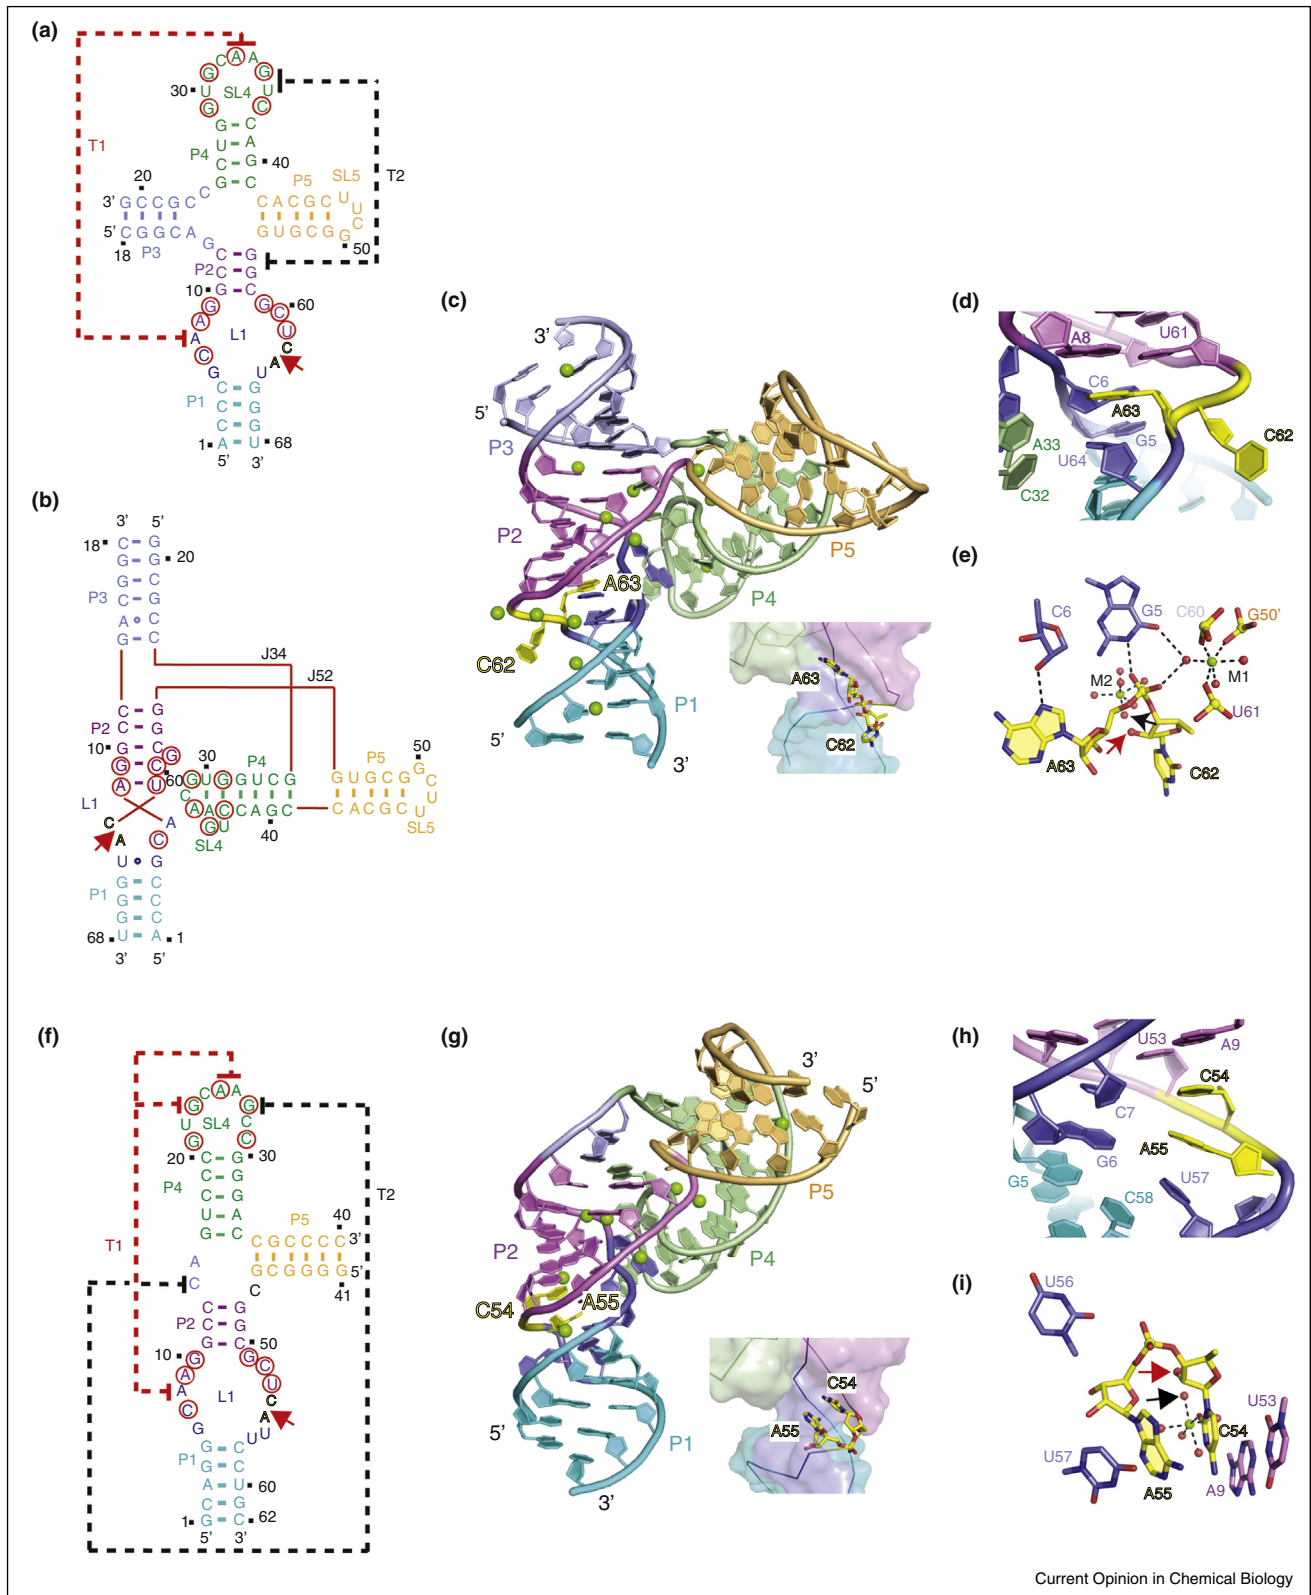 (a)
G C A A
U G
30 G SL4 U
G C
T1
G C
U A
P4 C G 40
G C
T2
20
3' G C C G C C
5' C G G C A G
18 P3
P5 SL5
C A C G C U U
G U G C G G C
50
C G
P2 C G
10 G C
G G 60
A C
A L1 U
C C
G A
U
C G
P1 C G
C G
1 A U 68
5' 3'
(b)
3' 5'
18 C G
G G 20
G C
P3 C G
A C
G C
J34
J52
P2 C G
C G
10 G C
G G
A C
U 60
L1
C A
A C
U G
G C
P1 G C
G C
68 U A 1
3' 5'
30 P4
G U G G U C G
C
A A C C A G C
G U
SL4 40
P5 50
G U G C G G C
C A C G C U U
SL5
(c)
3'
5'
P3
P2
P5
A63
P4
C62
P1
5'
3'
A63
C62
(d)
A8
U61
C6
A63
A33
G5
C62
U64
C32
(e)
C6
G5
C60
G50'
M2
M1
U61
A63
C62
(f)
C A A
G G
U SL4 C
G C
20 30
C G
P4 C G
C G
U A
G C
T1
T2
A
C
P5 40
C G C C C C 3'
G G G G C G 5'
C 41
C G
P2 C G
G C 50
10 G G
A C
A L1 U
C C
G A
U
U
G C
P1 G C
A U 60
C G
1 G C 62
5' 3'
(g)
3'
5'
P5
P2
P4
C54
A55
P1
5'
3'
C54
A55
(h)
U53
A9
C54
C7
A55
G6
G5
U57
C58
(i)
U56
U53
C54
U57
A55
A9
Current Opinion in Chemical Biology